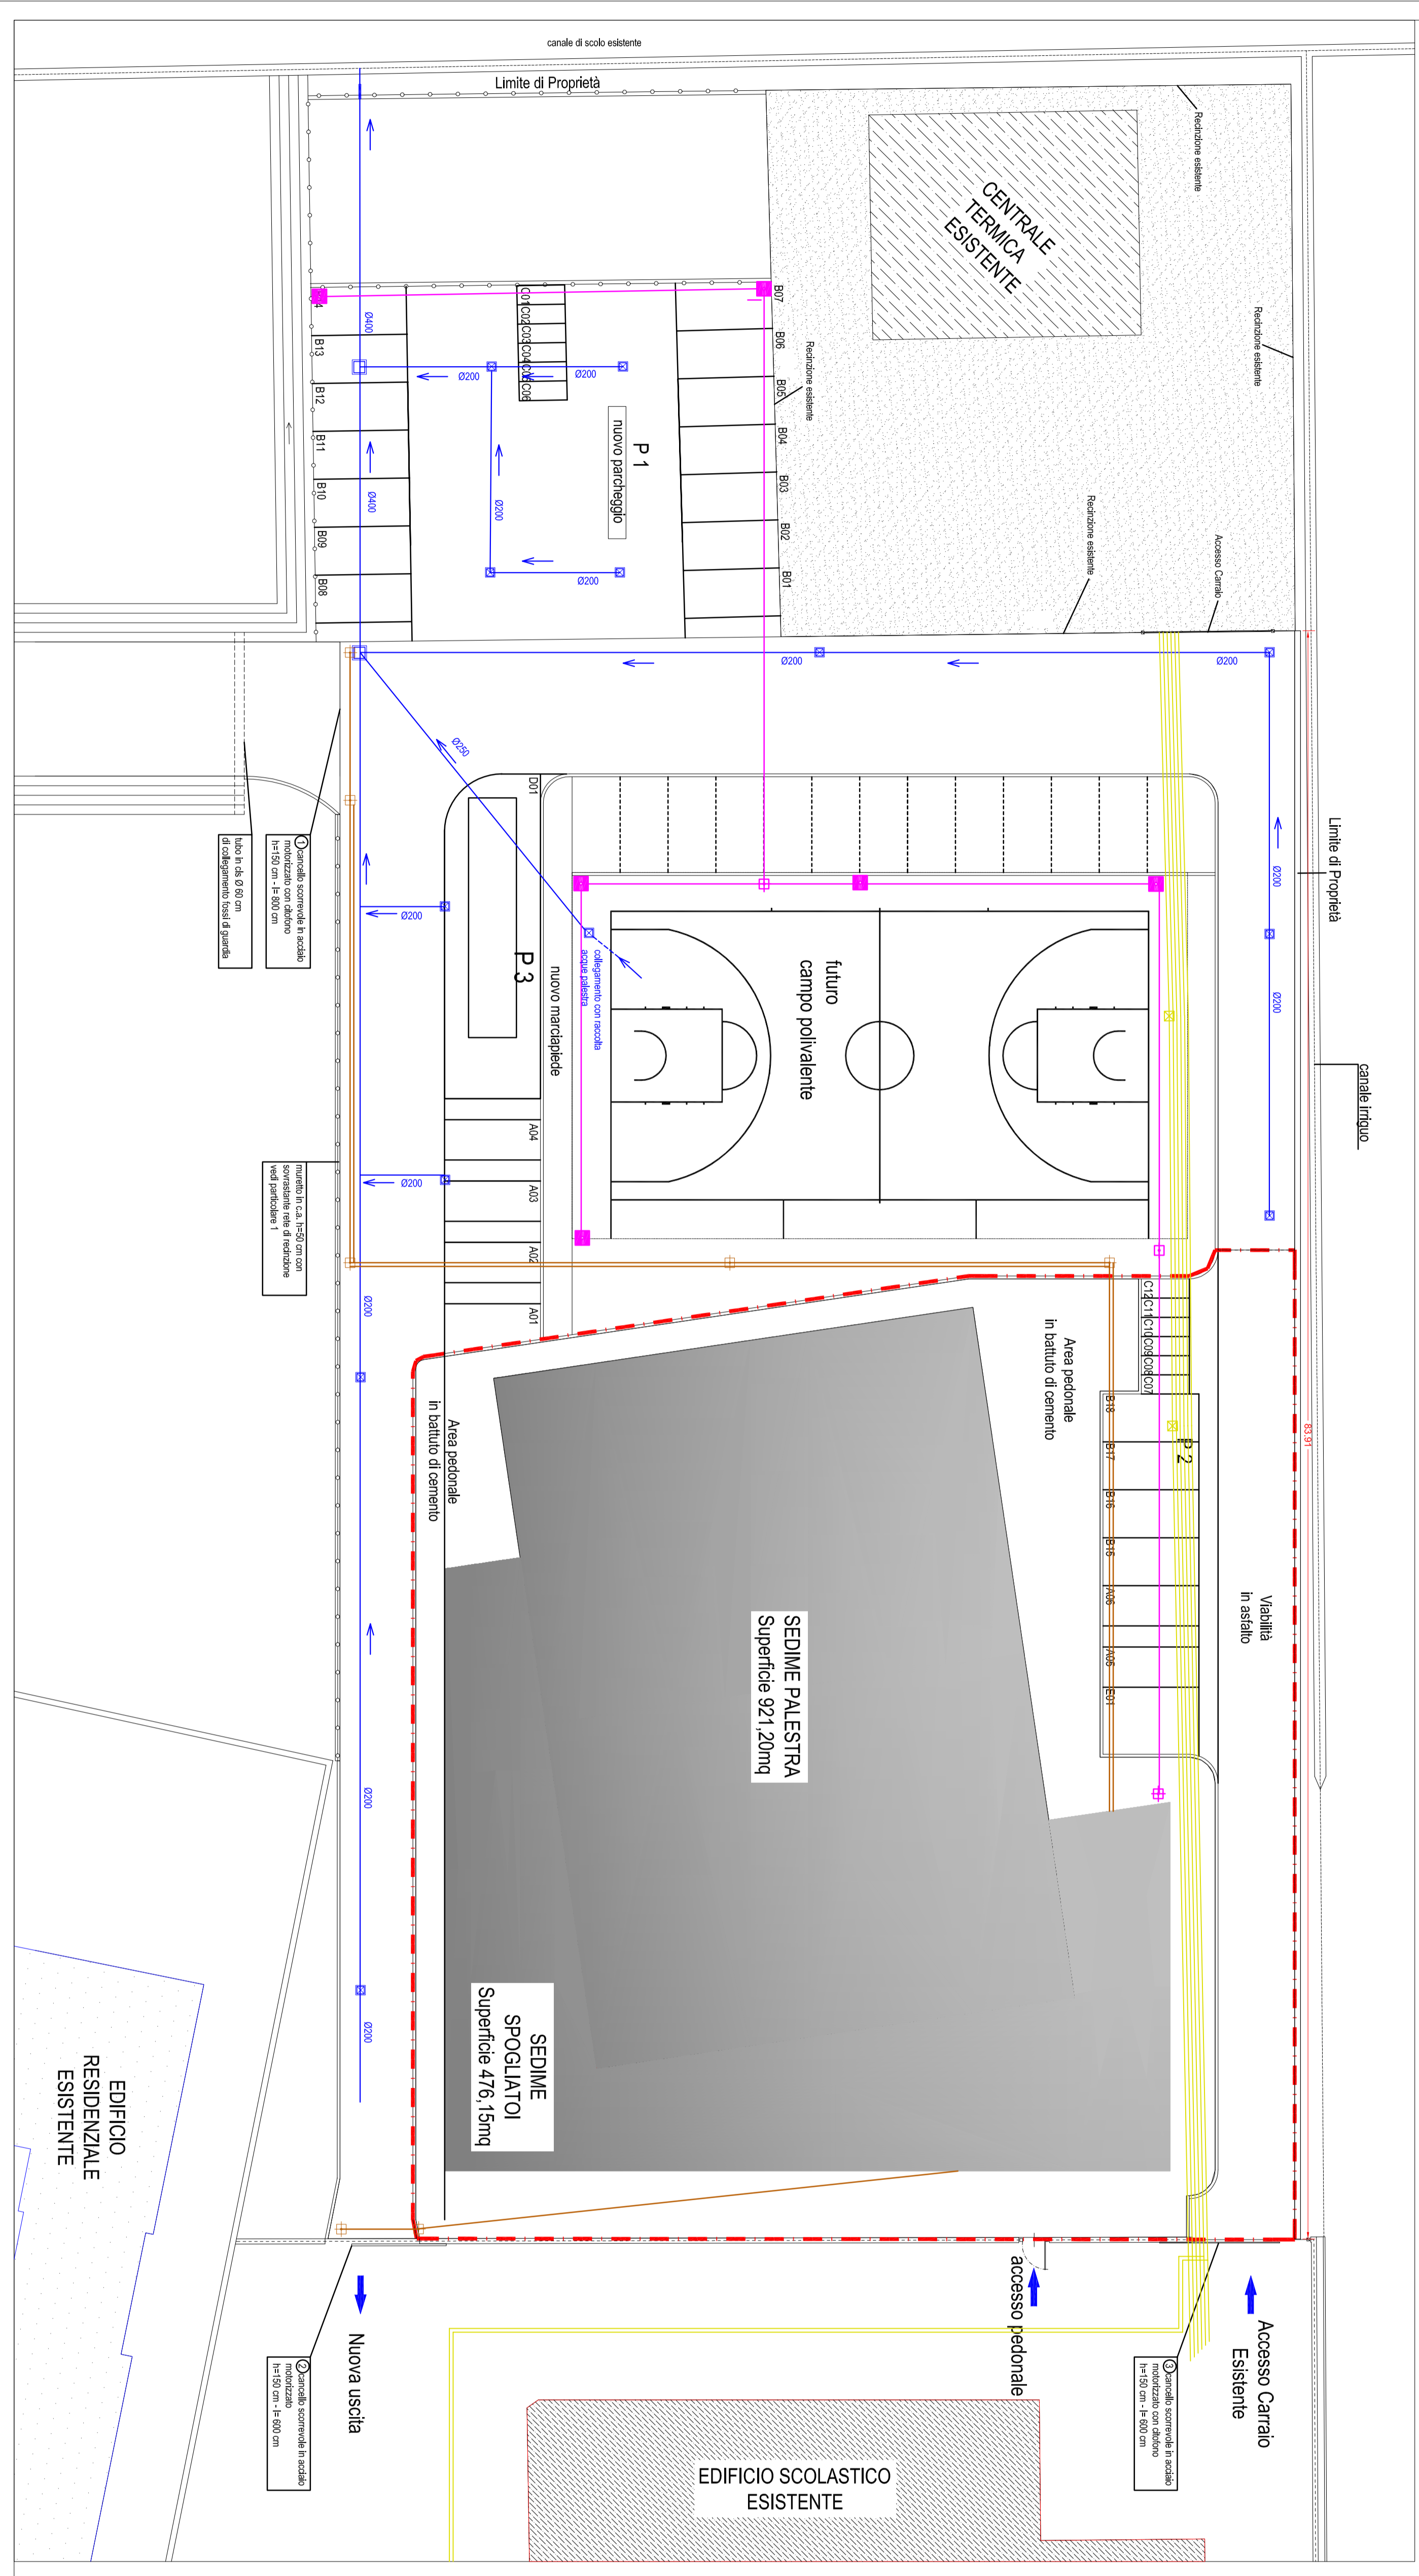 canale di scolo esistente
Limite di Proprietà
Recinzione esistente
CENTRALE
TERMICA
ESISTENTE
Recinzione esistente
Recinzione esistente
Recinzione esistente
Accesso Carraio
B07
B06
B05
B04
B03
B02
B01
C01 C02 C03 C04 C05 C06
B13
B12
B11
B10
B09
B08
Ø400
Ø400
Ø200
Ø200
Ø200
Ø200
P 1
nuovo parcheggio
Ø200
Ø200
Ø250
Ø200
Ø200
Limite di Proprietà
canale irriguo
83.91
1 cancello scorrevole in acciaio
motorizzato con citofono
h=150 cm - l= 800 cm
tubo in cls Ø 60 cm
di collegamento fossi di guardia
D01
P 3
nuovo marciapiede
collegamento con raccolta
acque palestra
futuro
campo polivalente
Ø200
Ø200
A04
A03
A02
A01
muretto in c.a. h=50 cm con
sovrastante rete di recinzione
vedi particolare 1
Ø200
Area pedonale
in battuto di cemento
Area pedonale
in battuto di cemento
C12 C11 C10 C09 C08 C07
B18
B17
B16
B15
A06
A06
E01
P 2
Viabilità
in asfalto
SEDIME PALESTRA
Superficie 921,20mq
SEDIME
SPOGLIATOI
Superficie 476,15mq
Ø200
Ø200
EDIFICIO
RESIDENZIALE
ESISTENTE
Nuova uscita
2 cancello scorrevole in acciaio
motorizzato
h=150 cm - l= 600 cm
accesso pedonale
Accesso Carraio
Esistente
3 cancello scorrevole in acciaio
motorizzato con citofono
h=150 cm - l= 600 cm
EDIFICIO SCOLASTICO
ESISTENTE